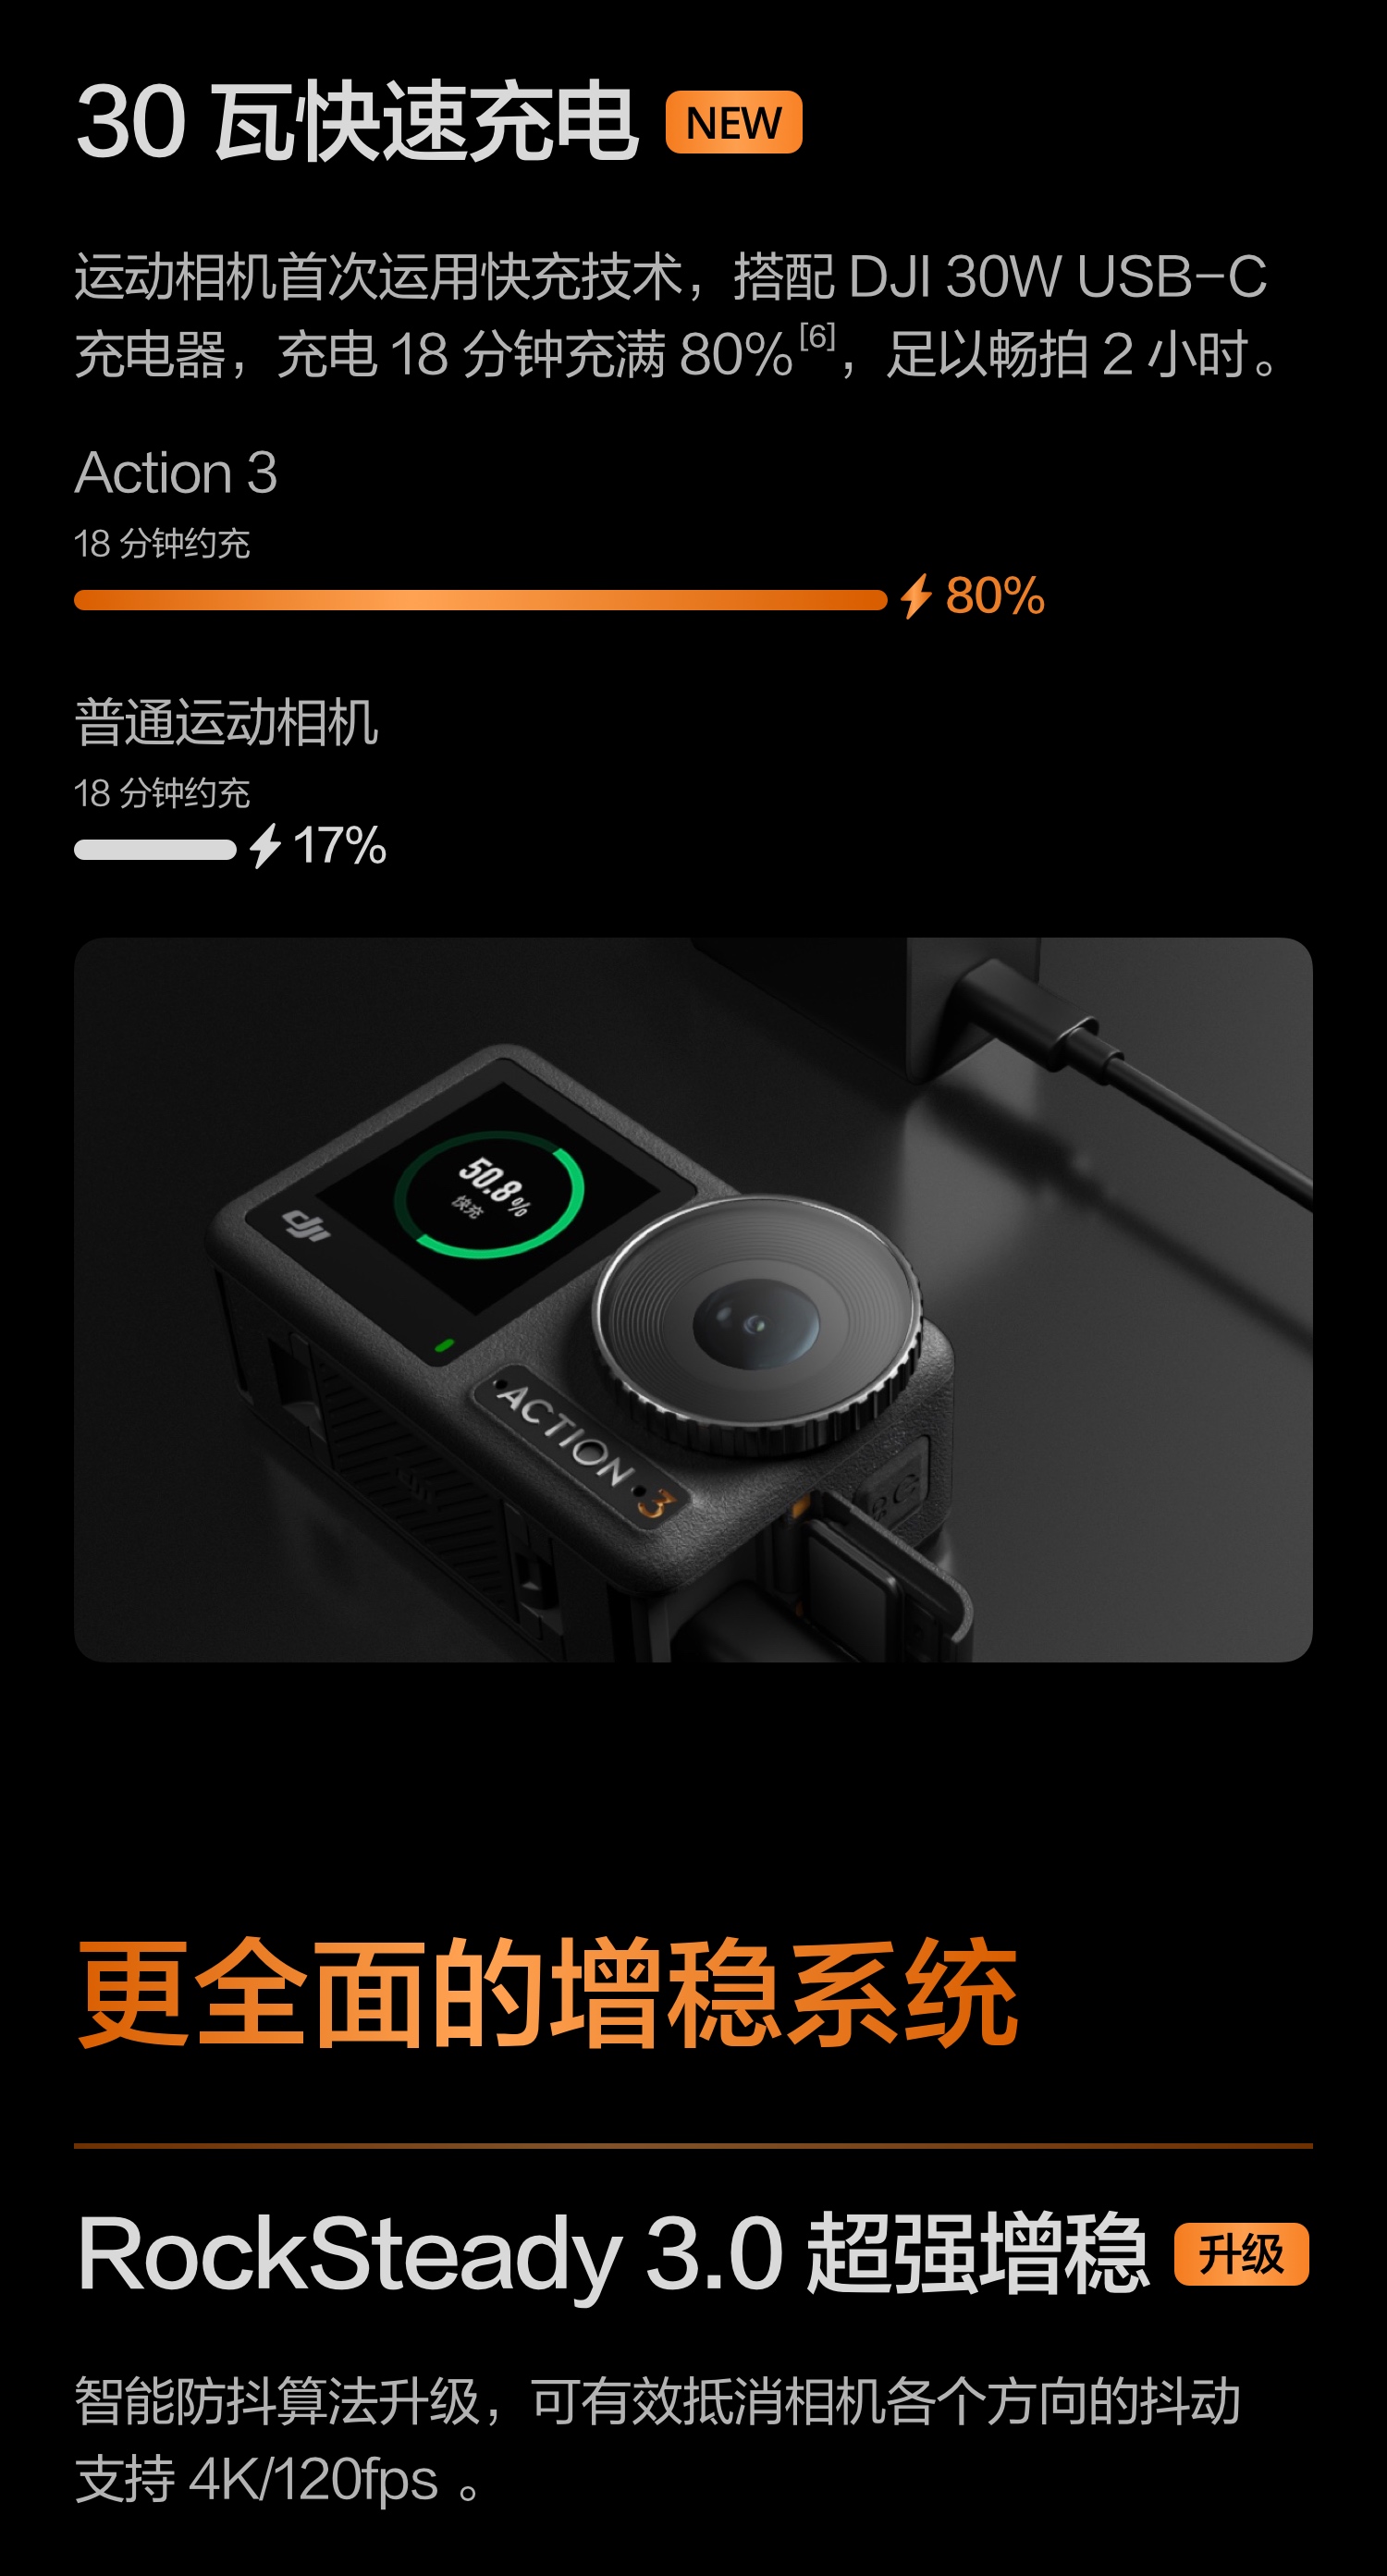 30 瓦快速充电 NEW
运动相机首次运用快充技术，搭配 DJI 30W USB-C
充电器，充电 18 分钟充满 80%[6]，足以畅拍 2 小时。
Action 3
18 分钟约充
80%
普通运动相机
18 分钟约充
17%
50.8%
快充
dji
ACTION 3
更全面的增稳系统
RockSteady 3.0 超强增稳 升级
智能防抖算法升级，可有效抵消相机各个方向的抖动
支持 4K/120fps 。